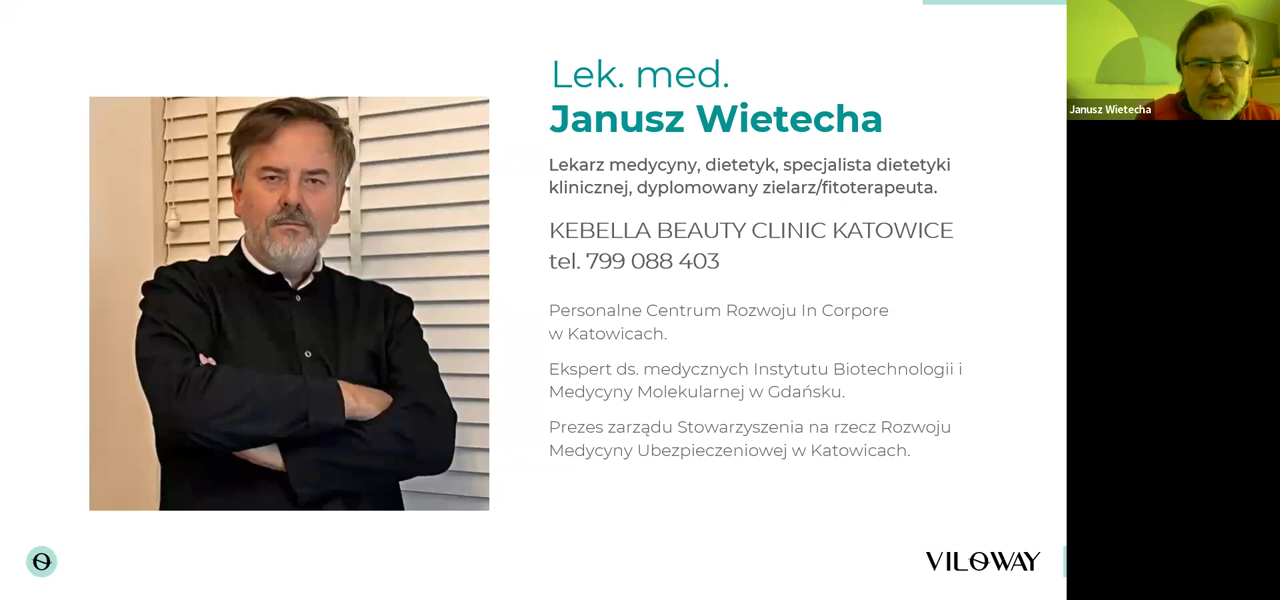 Lek. med.
Janusz Wietecha
Lekarz medycyny, dietetyk, specjalista dietetyki
klinicznej, dyplomowany zielarz/fitoterapeuta.
KEBELLA BEAUTY CLINIC KATOWICE
tel. 799 088 403
Personalne Centrum Rozwoju In Corpore
w Katowicach.
Ekspert ds. medycznych Instytutu Biotechnologii i
Medycyny Molekularnej w Gdańsku.
Prezes zarządu Stowarzyszenia na rzecz Rozwoju
Medycyny Ubezpieczeniowej w Katowicach.
VILOWAY
Janusz Wietecha